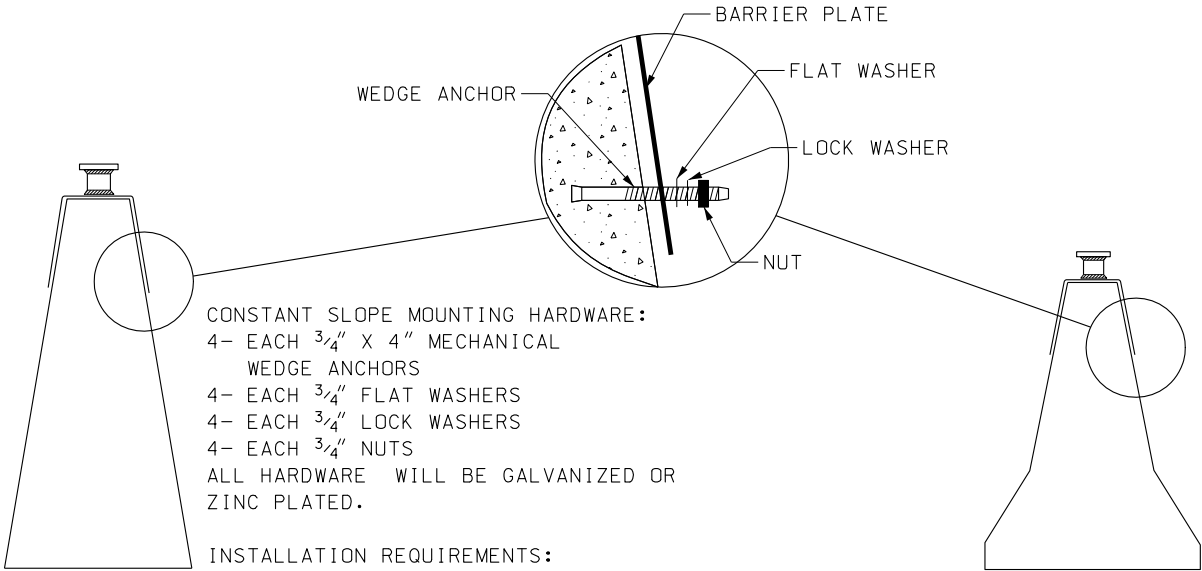 BARRIER PLATE
FLAT WASHER
WEDGE ANCHOR
LOCK WASHER
NUT
CONSTANT SLOPE MOUNTING HARDWARE:
4- EACH 3/4" X 4" MECHANICAL
WEDGE ANCHORS
4- EACH 3/4" FLAT WASHERS
4- EACH 3/4" LOCK WASHERS
4- EACH 3/4" NUTS
ALL HARDWARE WILL BE GALVANIZED OR
ZINC PLATED.
INSTALLATION REQUIREMENTS: